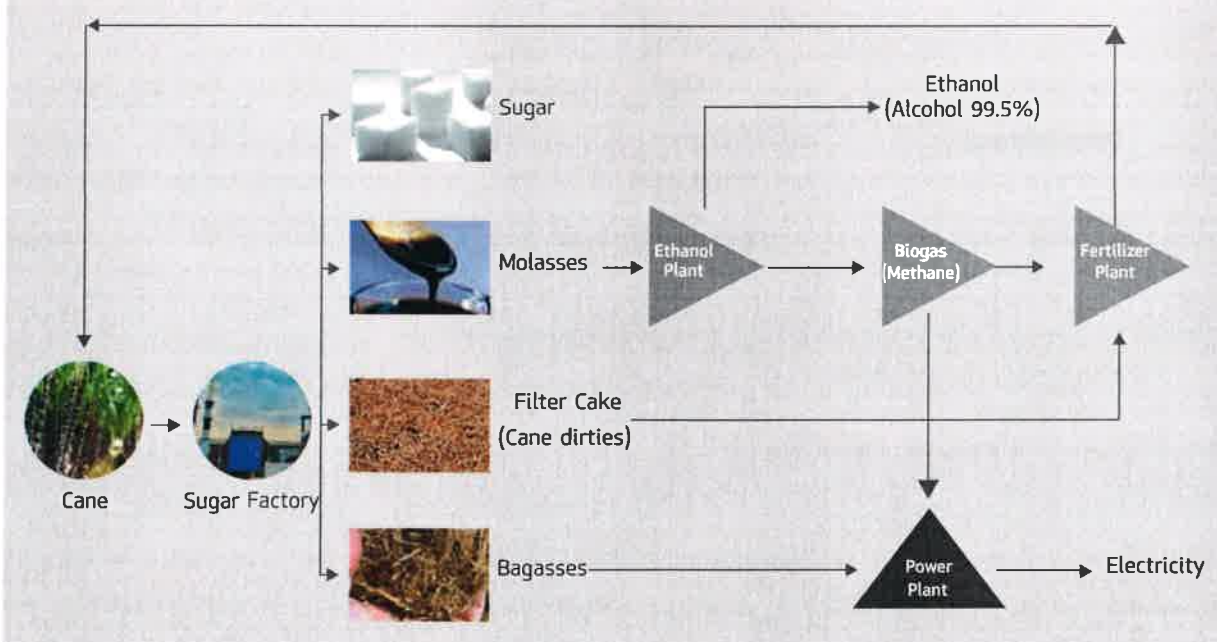 Sugar
Ethanol
(Alcohol 99.5%)
Molasses
Ethanol
Plant
Biogas
(Methane)
Fertilizer
Plant
Filter Cake
(Cane dirties)
Cane
Sugar Factory
Bagasses
Power
Plant
Electricity